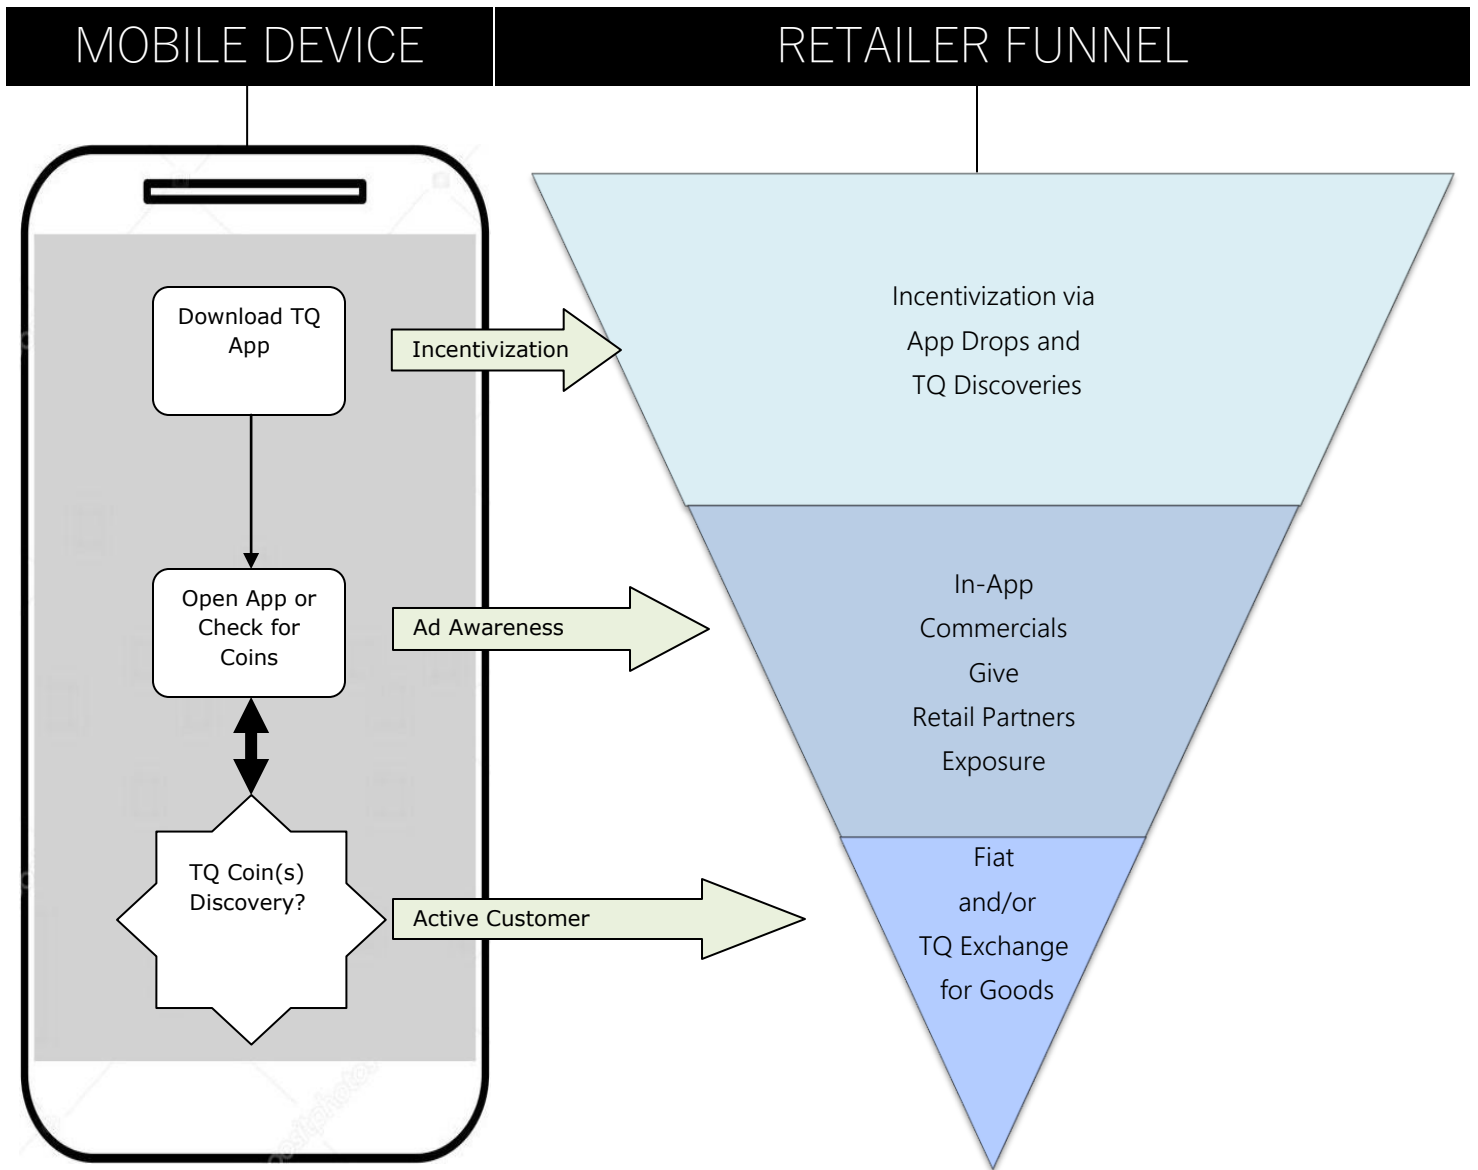 MOBILE DEVICE
RETAILER FUNNEL
Download TQ
App
Incentivization
Incentivization via
App Drops and
TQ Discoveries
Open App or
Check for
Coins
Ad Awareness
In-App
Commercials
Give
Retail Partners
Exposure
TQ Coin(s)
Discovery?
Active Customer
Fiat
and/or
TQ Exchange
for Goods